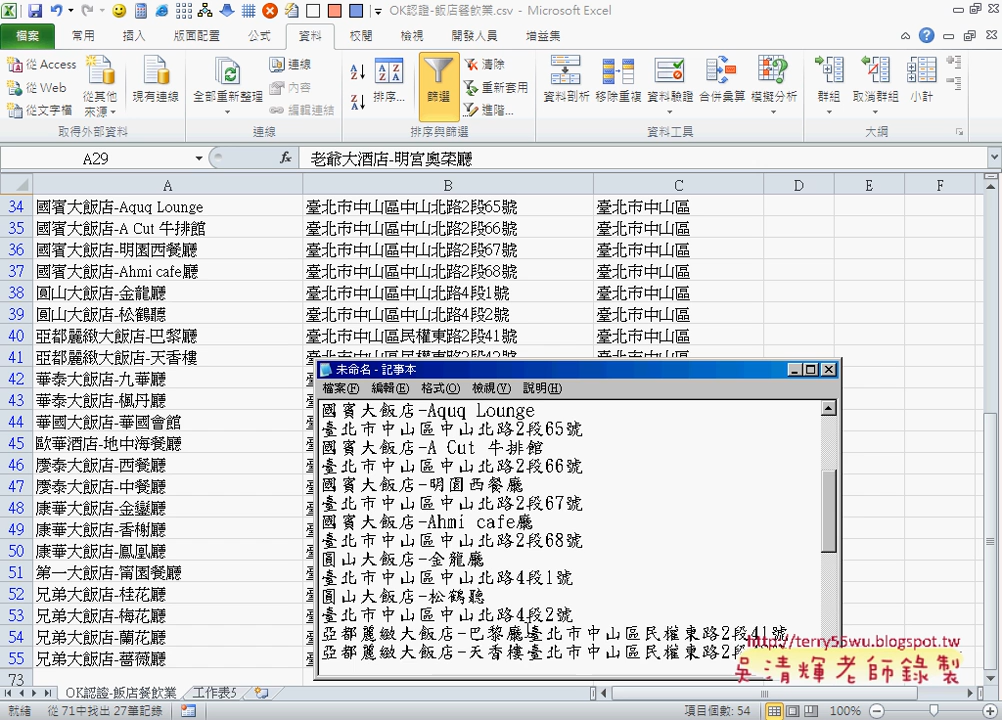 OK認證-飯店餐飲業.csv - Microsoft Excel
檔案 常用 插入 版面配置 公式 資料 校閱 檢視 開發人員 增益集
從 Access
從 Web
從文字檔
從其他來源
現有連線
全部重新整理
連線
內容
編輯連結
排序...
篩選
清除
重新套用
進階...
資料剖析 移除重複 資料驗證 合併彙算 模擬分析
群組 取消群組 小計
取得外部資料 連線 排序與篩選 資料工具 大綱
A29 fx 老爺大酒店-明宮奧萊廳
A B C D E F
34 國賓大飯店-Aquq Lounge 臺北市中山區中山北路2段65號 臺北市中山區
35 國賓大飯店-A Cut 牛排館 臺北市中山區中山北路2段66號 臺北市中山區
36 國賓大飯店-明園西餐廳 臺北市中山區中山北路2段67號 臺北市中山區
37 國賓大飯店-Ahmi cafe廳 臺北市中山區中山北路2段68號 臺北市中山區
38 圓山大飯店-金龍廳 臺北市中山區中山北路4段1號 臺北市中山區
39 圓山大飯店-松鶴聽 臺北市中山區中山北路4段2號 臺北市中山區
40 亞都麗緻大飯店-巴黎廳 臺北市中山區民權東路2段41號 臺北市中山區
41 亞都麗緻大飯店-天香樓 臺北市中山區民權東路2段42號 臺北市中山區
42 華泰大飯店-九華廳
43 華泰大飯店-楓丹廳
44 華國大飯店-華國會館
45 歐華酒店-地中海餐廳
46 慶泰大飯店-西餐廳
47 慶泰大飯店-中餐廳
48 康華大飯店-金鑾廳
49 康華大飯店-香榭廳
50 康華大飯店-鳳凰廳
51 第一大飯店-甯園餐廳
52 兄弟大飯店-桂花廳
53 兄弟大飯店-梅花廳
54 兄弟大飯店-蘭花廳
55 兄弟大飯店-薔薇廳
73
未命名 - 記事本
檔案(F) 編輯(E) 格式(O) 檢視(V) 說明(H)
國賓大飯店-Aquq Lounge
臺北市中山區中山北路2段65號
國賓大飯店-A Cut 牛排館
臺北市中山區中山北路2段66號
國賓大飯店-明園西餐廳
臺北市中山區中山北路2段67號
國賓大飯店-Ahmi cafe廳
臺北市中山區中山北路2段68號
圓山大飯店-金龍廳
臺北市中山區中山北路4段1號
圓山大飯店-松鶴聽
臺北市中山區中山北路4段2號
亞都麗緻大飯店-巴黎廳臺北市中山區民權東路2段41號
亞都麗緻大飯店-天香樓臺北市中山區民權東路2段
http://terry55wu.blogspot.tw
吳清輝老師錄製
OK認證-飯店餐飲業 工作表5
就緒 從 71中找出 27筆記錄 項目個數: 54 100%